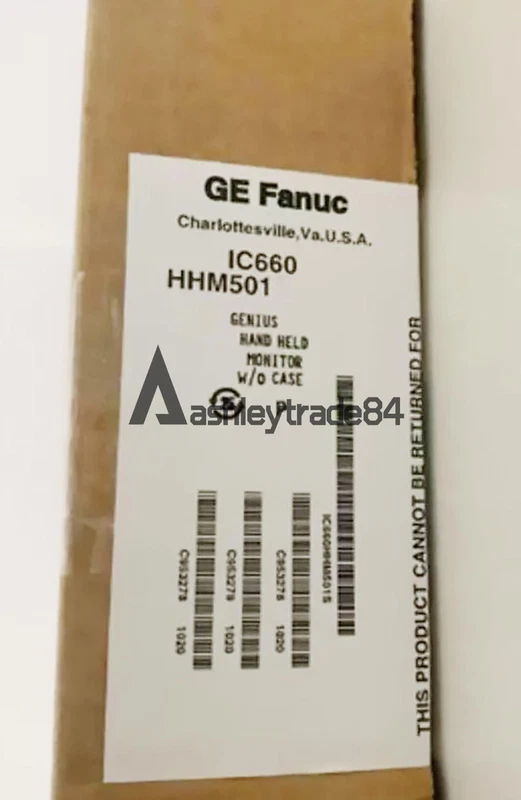 GE Fanuc
Charlottesville,Va.U.S.A.
IC660
HHM501
GENIUS
HAND HELD
MONITOR
W/o CASE
ashleytrade84
IC660HHM501S
C953278 1020
C953278 1020
C953278 1020
THIS PRODUCT CANNOT BE RETURNED FOR